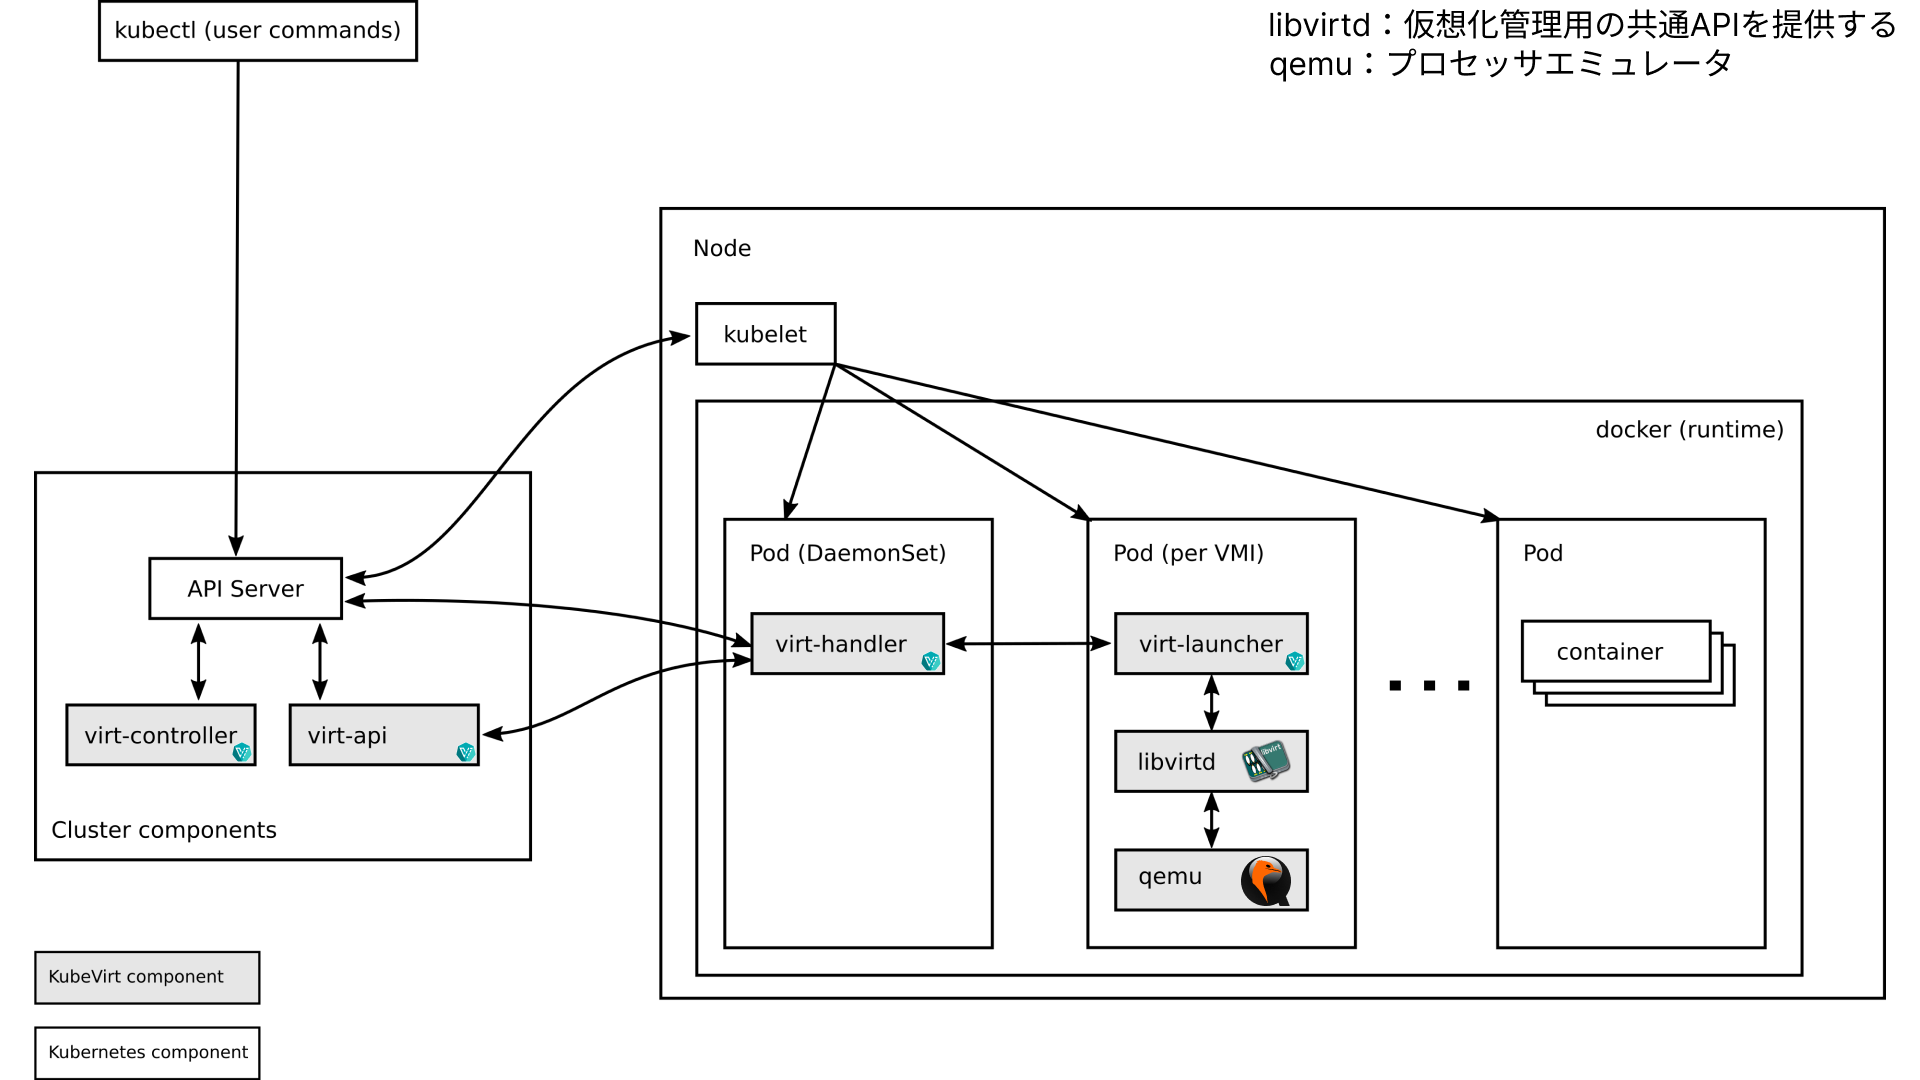 kubectl (user commands)
libvirtd：仮想化管理用の共通APIを提供する
qemu：プロセッサエミュレータ
Node
kubelet
docker (runtime)
Pod (DaemonSet)
Pod (per VMI)
Pod
API Server
virt-handler
virt-launcher
container
virt-controller
virt-api
libvirtd
libvirt
Cluster components
qemu
KubeVirt component
Kubernetes component